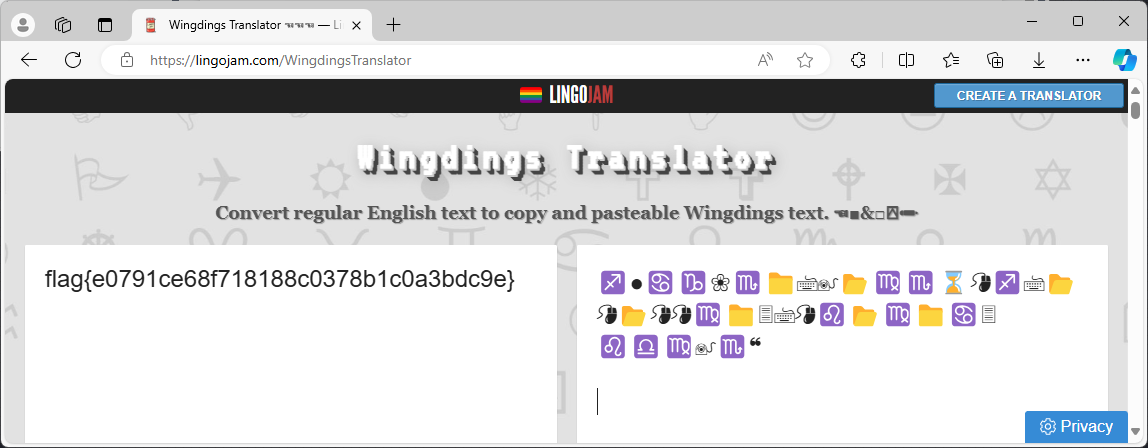 Wingdings Translator ☜☜☜ — Li
https://lingojam.com/WingdingsTranslator
LINGOJAM
CREATE A TRANSLATOR
Wingdings Translator
Convert regular English text to copy and pasteable Wingdings text. ☜■&□⍓✏
flag{e0791ce68f718188c0378b1c0a3bdc9e}
♐●♋♑❀♏📁⌨✇📂♍♏⌛🖰♐⌨📂
🖰📂🖰🖰♍📁🗏⌨🖰♌📂♍📁♋🗏
♌♎♍✇♏❝
Privacy